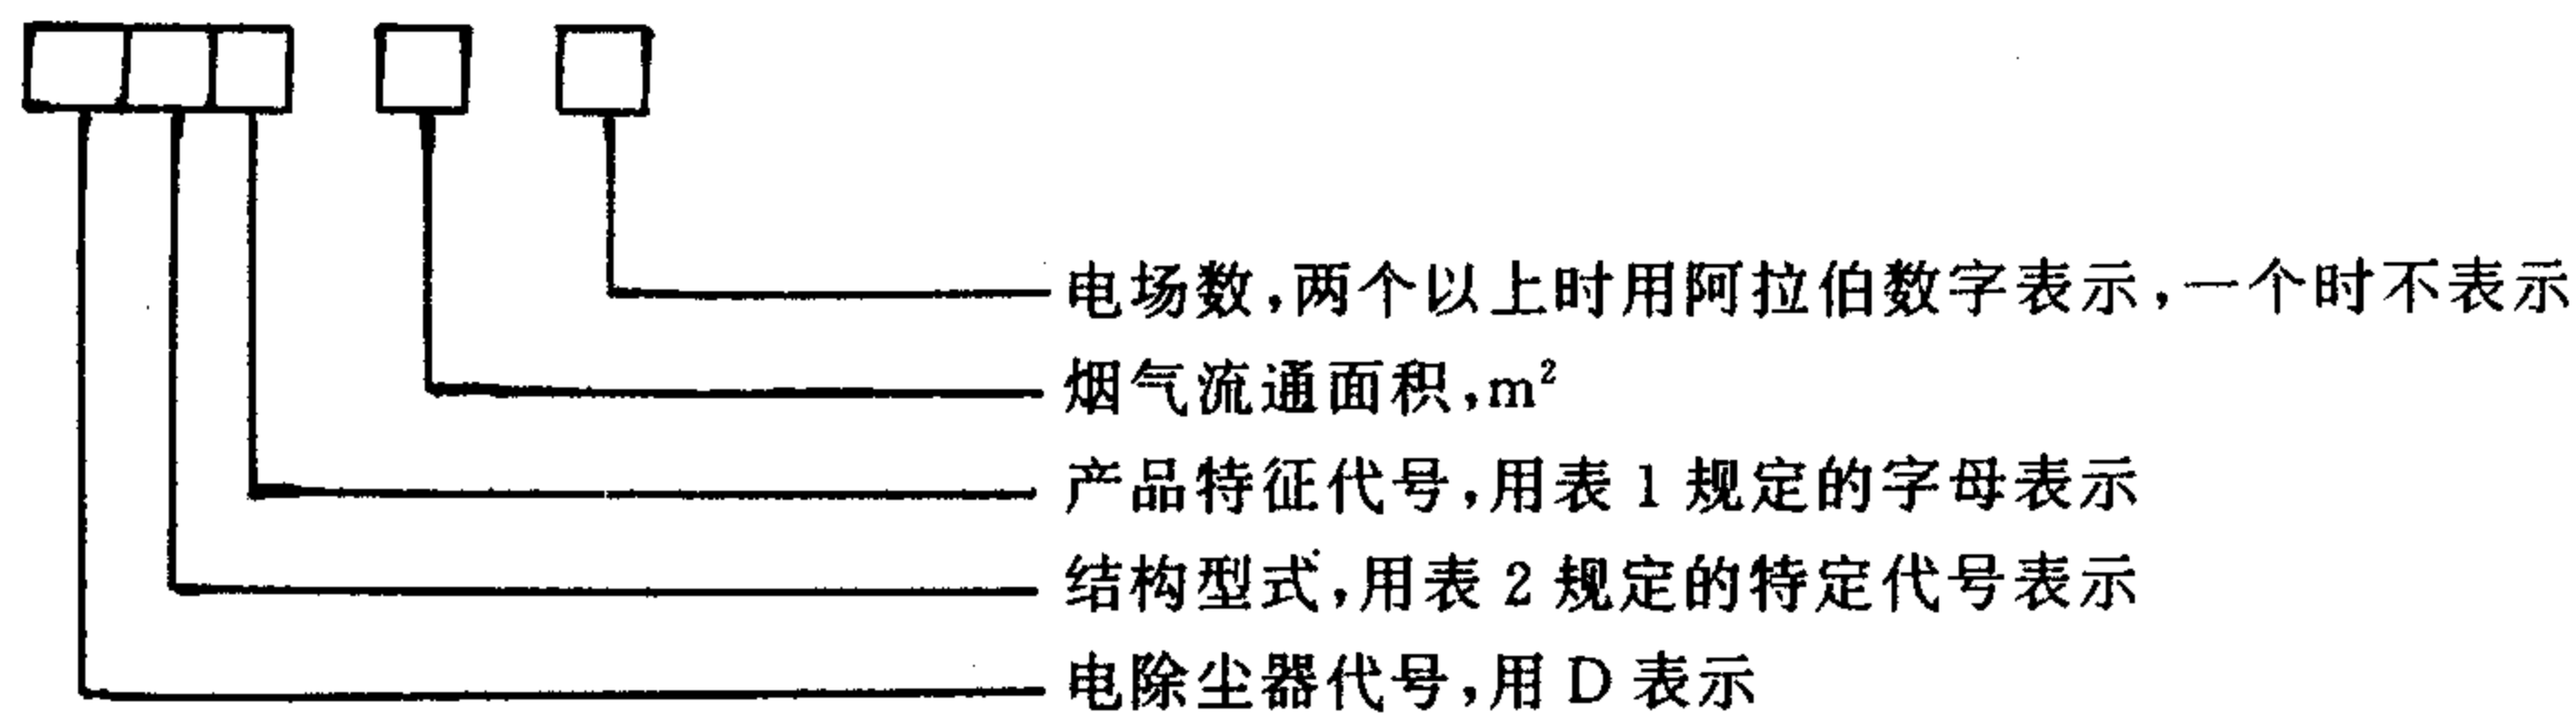 电场数,两个以上时用阿拉伯数字表示,一个时不表示
烟气流通面积,m²
产品特征代号,用表 1 规定的字母表示
结构型式,用表 2 规定的特定代号表示
电除尘器代号,用 D 表示